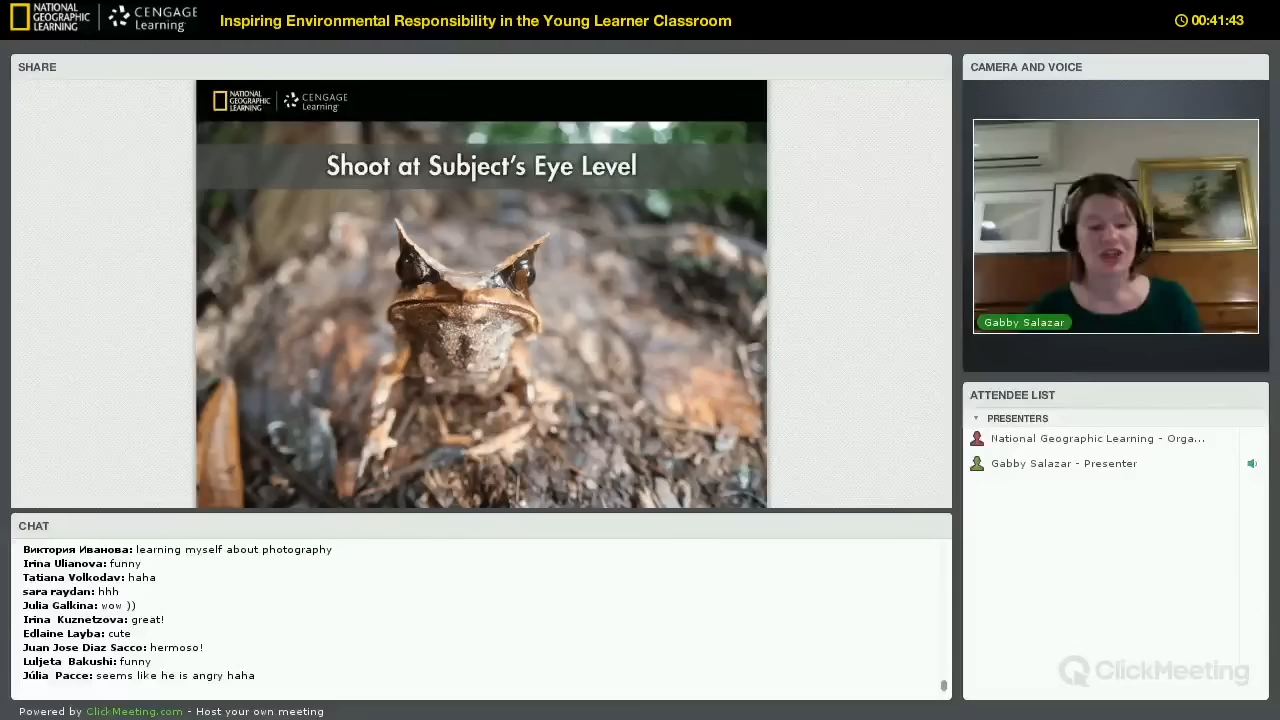 NATIONAL
GEOGRAPHIC
LEARNING
CENGAGE
Learning
Inspiring Environmental Responsibility in the Young Learner Classroom
00:41:43
SHARE
NATIONAL
GEOGRAPHIC
LEARNING
CENGAGE
Learning
Shoot at Subject's Eye Level
CAMERA AND VOICE
Gabby Salazar
ATTENDEE LIST
PRESENTERS
National Geographic Learning - Orga...
Gabby Salazar - Presenter
CHAT
Виктория Иванова: learning myself about photography
Irina Ulianova: funny
Tatiana Volkodav: haha
sara raydan: hhh
Julia Galkina: wow ))
Irina Kuznetzova: great!
Edlaine Layba: cute
Juan Jose Diaz Sacco: hermoso!
Luljeta Bakushi: funny
Júlia Pacce: seems like he is angry haha
ClickMeeting
Powered by ClickMeeting.com - Host your own meeting